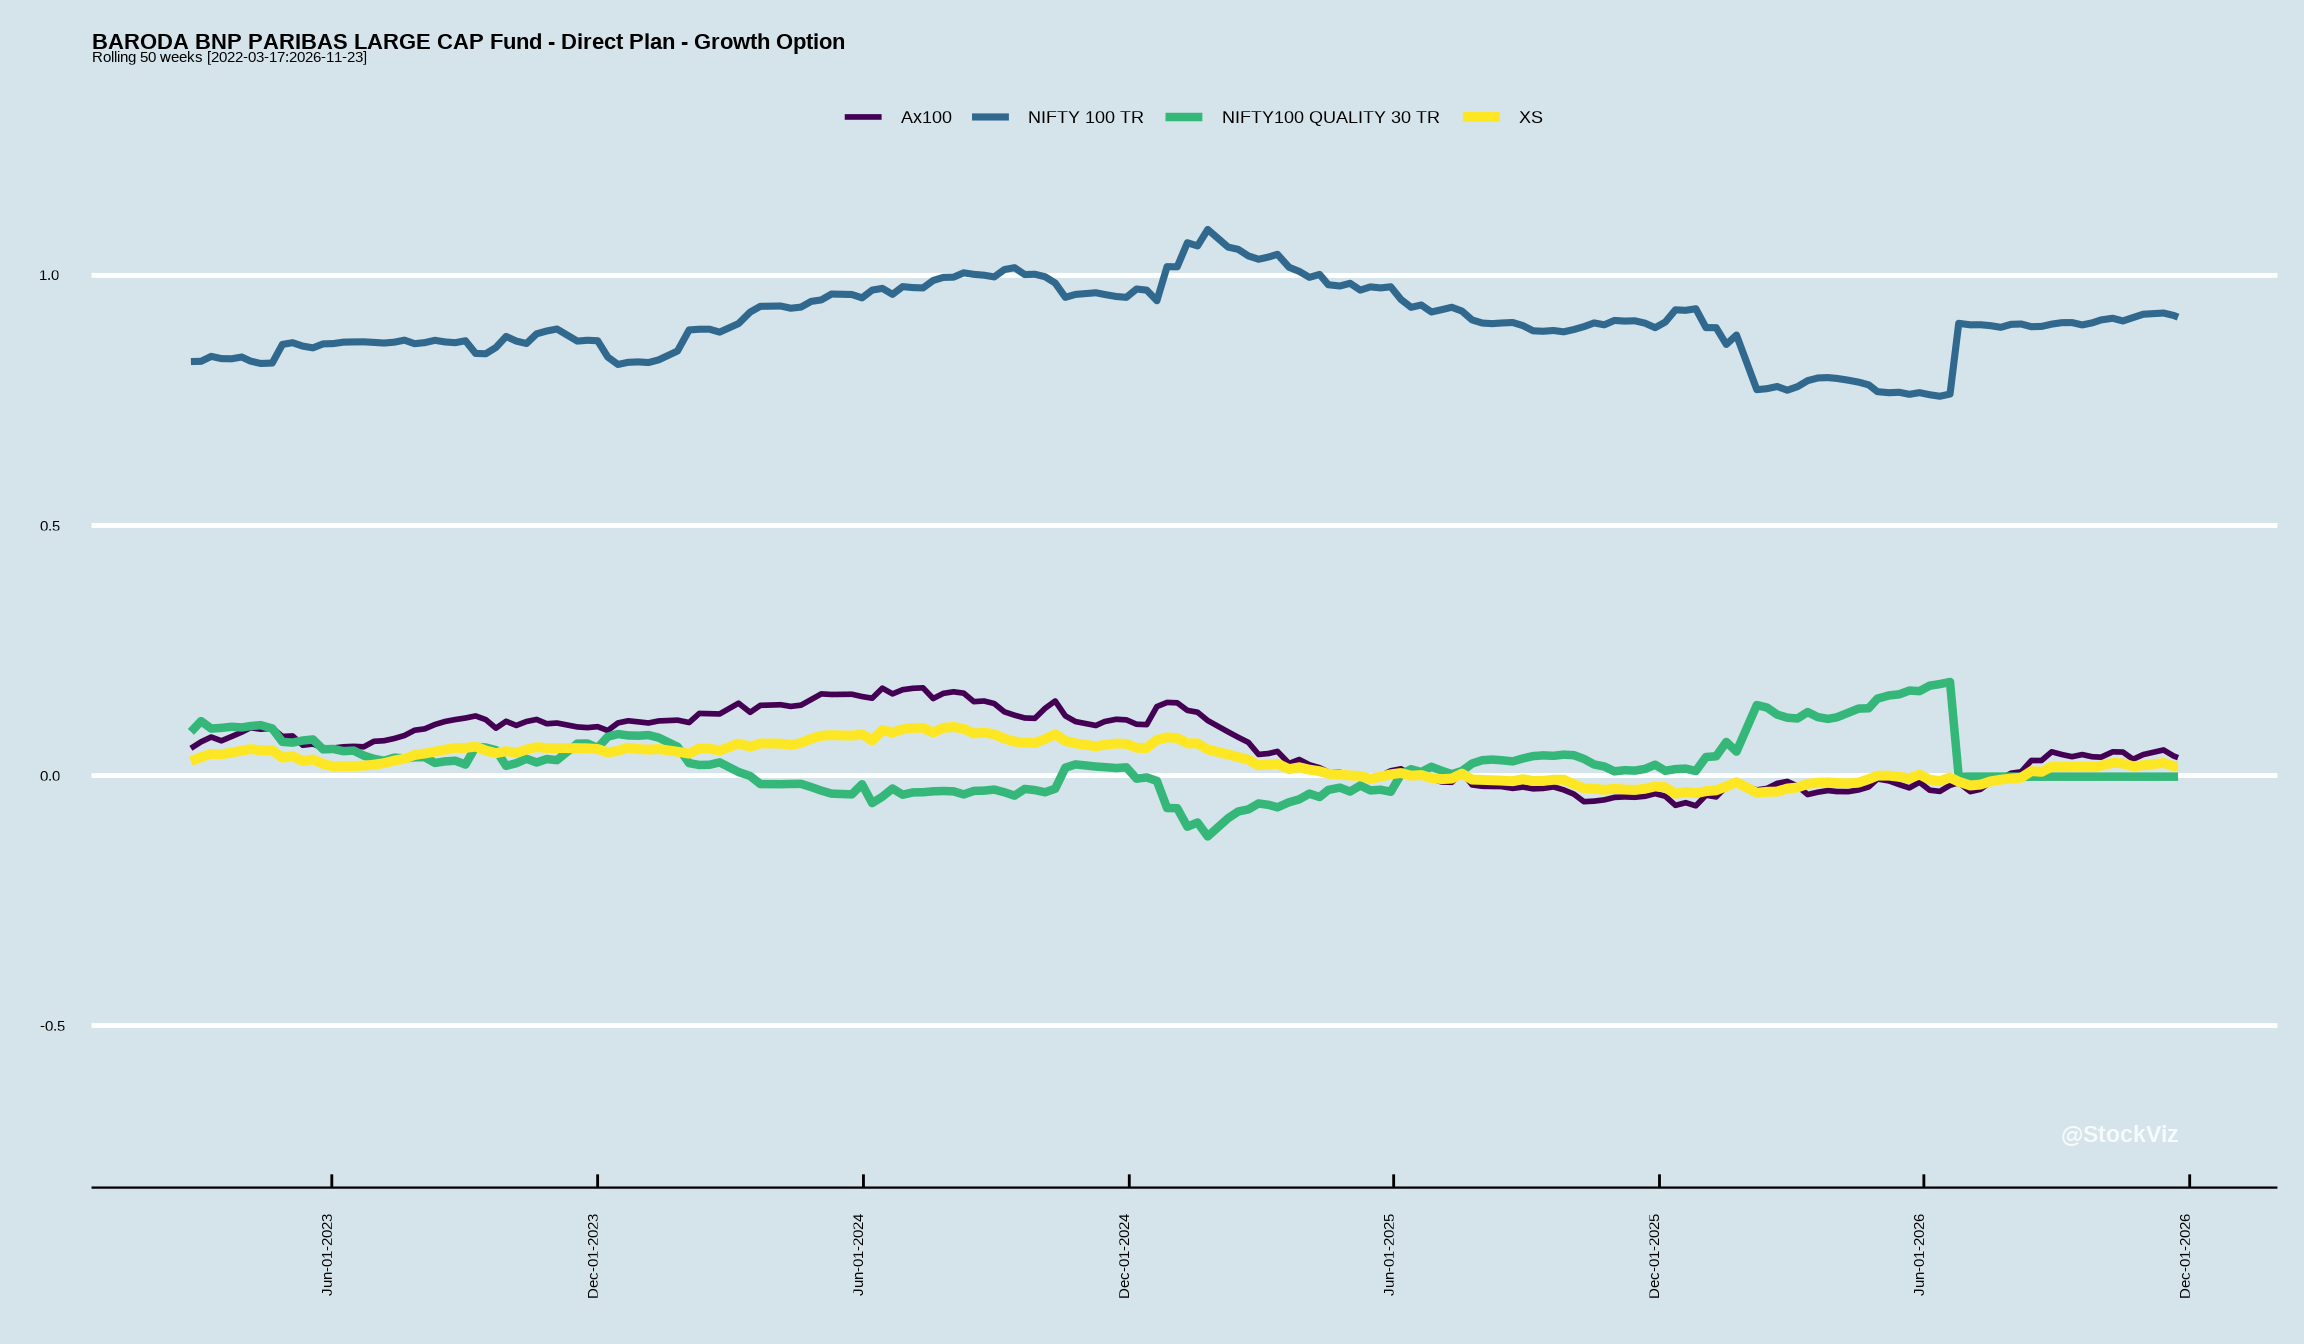 BARODA BNP PARIBAS LARGE CAP Fund - Direct Plan - Growth Option
Rolling 50 weeks [2022-03-17:2026-11-23]
Ax100 NIFTY 100 TR NIFTY100 QUALITY 30 TR XS
1.0
0.5
0.0
-0.5
@StockViz
Jun-01-2023
Dec-01-2023
Jun-01-2024
Dec-01-2024
Jun-01-2025
Dec-01-2025
Jun-01-2026
Dec-01-2026